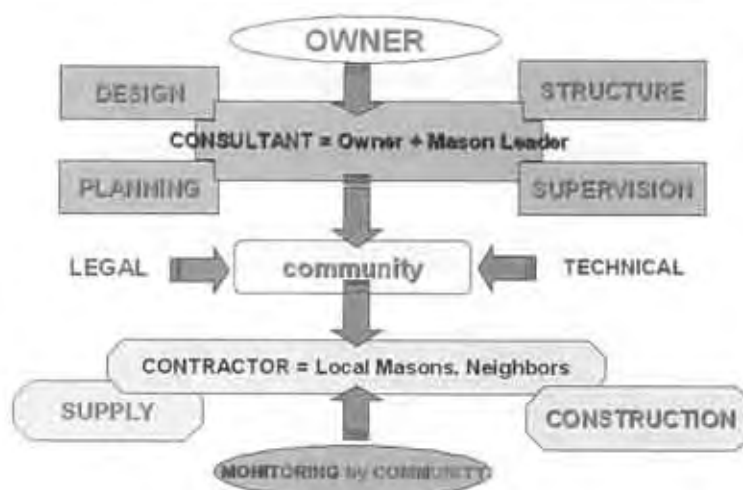 OWNER
DESIGN
STRUCTURE
CONSULTANT = Owner + Mason Leader
PLANNING
SUPERVISION
LEGAL
community
TECHNICAL
CONTRACTOR = Local Masons, Neighbors
SUPPLY
CONSTRUCTION
MONITORING by COMMUNITY